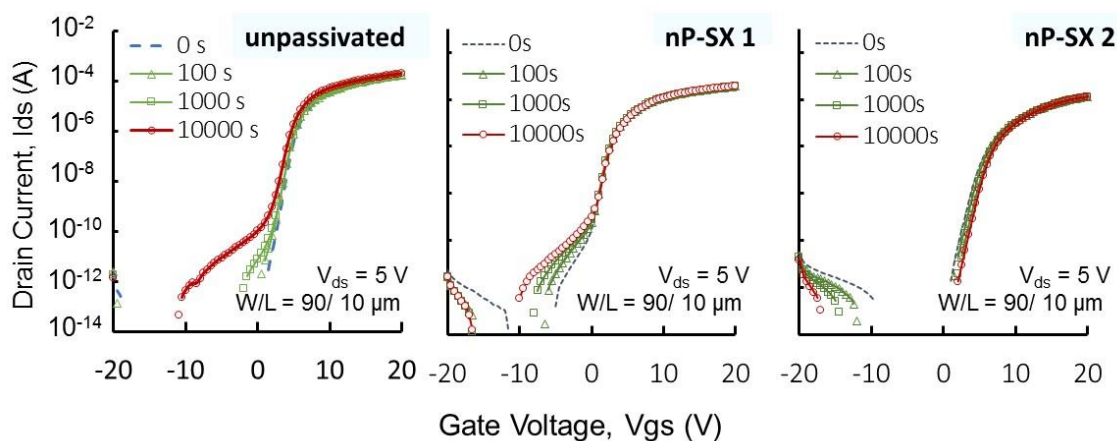 10⁻²
10⁻⁴
10⁻⁶
10⁻⁸
10⁻¹⁰
10⁻¹²
10⁻¹⁴
Drain Current, Ids (A)
unpassivated
0 s
100 s
1000 s
10000 s
Vds = 5 V
W/L = 90/ 10 µm
-20
-10
0
10
20
nP-SX 1
0s
100s
1000s
10000s
Vds = 5 V
W/L = 90/ 10 µm
-20
-10
0
10
20
nP-SX 2
0s
100s
1000s
10000s
Vds = 5 V
W/L = 90/ 10 µm
-20
-10
0
10
20
Gate Voltage, Vgs (V)